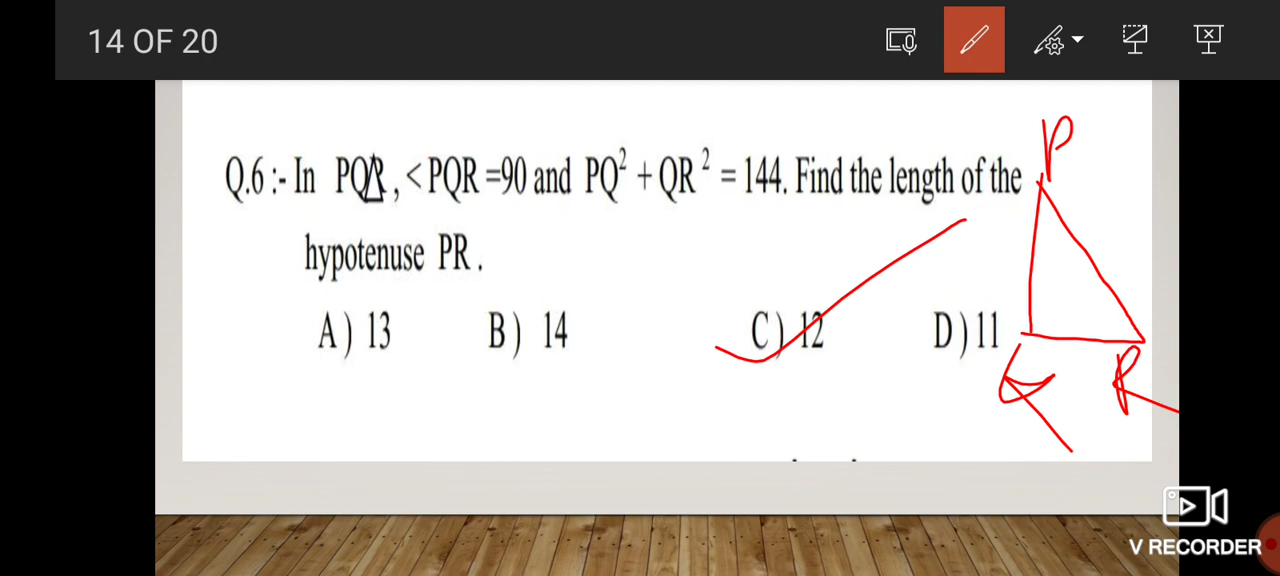 14 OF 20
Q.6 :- In PQR , <PQR =90 and PQ² + QR² = 144. Find the length of the
hypotenuse PR .
A ) 13 B ) 14 C ) 12 D ) 11
P
Q R
V RECORDER